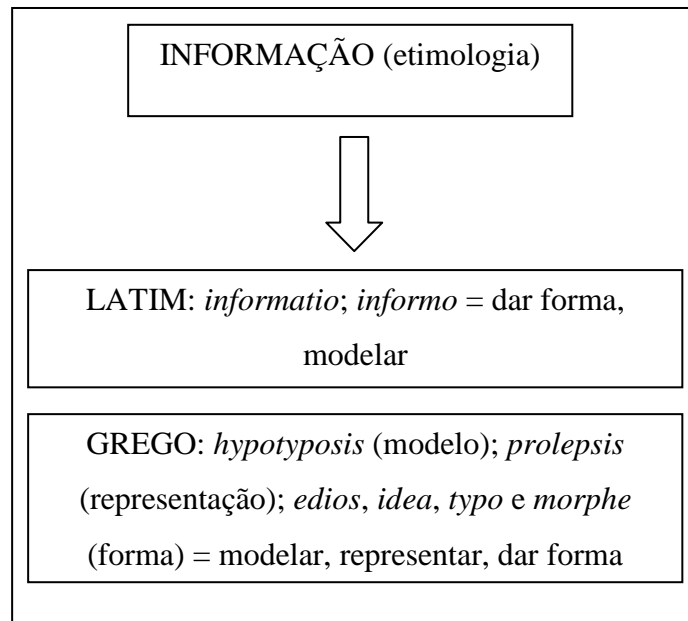 INFORMAÇÃO (etimologia)
LATIM: informatio; informo = dar forma,
modelar
GREGO: hypotyposis (modelo); prolepsis
(representação); edios, idea, typo e morphe
(forma) = modelar, representar, dar forma